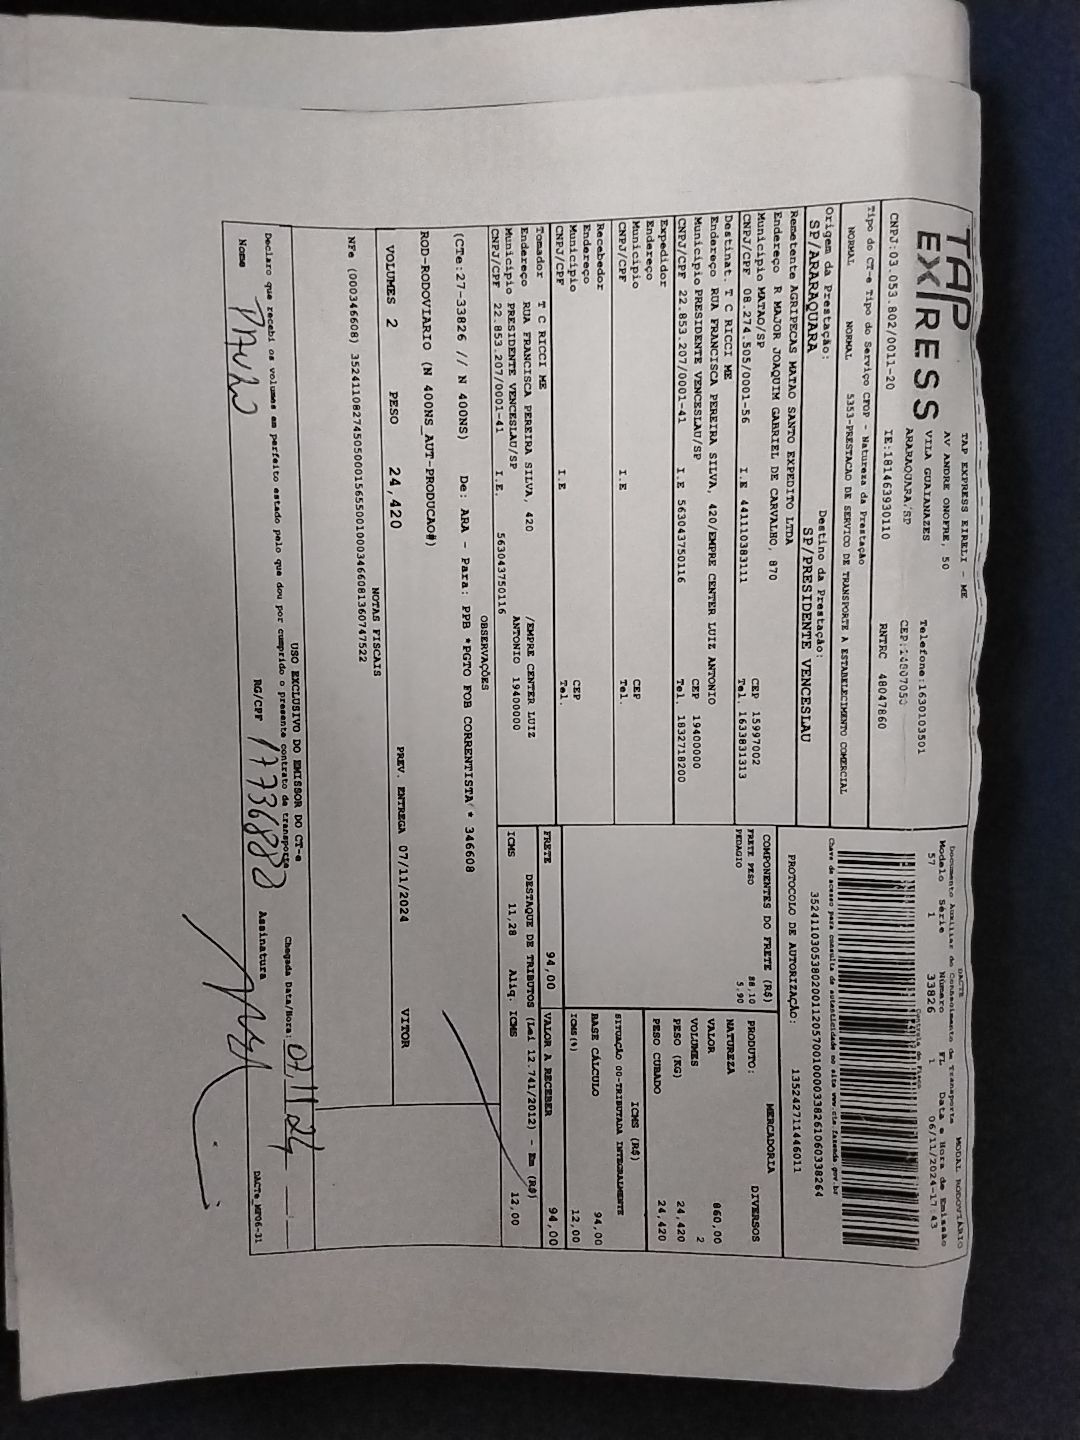 TAP
EXPRESS
TAP EXPRESS EIRELI - ME
AV ANDRE ONOFRE, 50
VILA GUAIANAZES
ARARAQUARA/SP
Telefone:1630103501
CEP:14807053
CNPJ:03.053.802/0011-20 IE:181463930110 RNTRC 48047860
DACTE MODAL RODOVIÁRIO
Documento Auxiliar do Conhecimento de Transporte
Modelo Série Número FL Data e Hora de Emissão
57 1 33826 1 06/11/2024-17:43
Controle do Fisco
Chave de acesso para consulta de autenticidade no site www.cte.fazenda.gov.br
35241103053802001120570010000338261060338264
PROTOCOLO DE AUTORIZAÇÃO: 135242711446011
Tipo do CT-e Tipo do Serviço CFOP - Natureza da Prestação
NORMAL NORMAL 5353-PRESTACAO DE SERVICO DE TRANSPORTE A ESTABELECIMENTO COMERCIAL
Origem da Prestação: Destino da Prestação:
SP/ARARAQUARA SP/PRESIDENTE VENCESLAU
Remetente AGRIPECAS MATAO SANTO EXPEDITO LTDA
Endereço R MAJOR JOAQUIM GABRIEL DE CARVALHO, 870
Município MATAO/SP CEP 15997002
CNPJ/CPF 08.274.505/0001-56 I.E 441110383111 Tel. 1633831313
Destinat. T C RICCI ME
Endereço RUA FRANCISCA PEREIRA SILVA, 420/EMPRE CENTER LUIZ ANTONIO
Município PRESIDENTE VENCESLAU/SP CEP 19400000
CNPJ/CPF 22.853.207/0001-41 I.E 563043750116 Tel. 1832718200
Expedidor
Endereço
Município CEP
CNPJ/CPF I.E Tel.
Recebedor
Endereço
Município CEP
CNPJ/CPF I.E Tel.
Tomador T C RICCI ME
Endereço RUA FRANCISCA PEREIRA SILVA, 420 /EMPRE CENTER LUIZ
Município PRESIDENTE VENCESLAU/SP ANTONIO 19400000
CNPJ/CPF 22.853.207/0001-41 I.E. 563043750116
COMPONENTES DO FRETE (R$)
FRETE PESO 88,10
PEDAGIO 5,90
FRETE 94,00
MERCADORIA
PRODUTO: DIVERSOS
NATUREZA
VALOR 860,00
VOLUMES 2
PESO (KG) 24,420
PESO CUBADO 24,420
ICMS (R$)
SITUAÇÃO 00-TRIBUTADA INTEGRALMENTE
BASE CÁLCULO 94,00
ICMS(%) 12,00
VALOR A RECEBER 94,00
DESTAQUE DE TRIBUTOS (Lei 12.741/2012) - Em (R$)
ICMS 11,28 Aliq. ICMS 12,00
OBSERVAÇÕES
(CTe:27-33826 // N 400NS) De: ARA - Para: PPB *PGTO FOB CORRENTISTA * 346608
ROD-RODOVIARIO (N 400NS_AUT-PRODUCAO#)
VOLUMES 2 PESO 24,420 PREV. ENTREGA 07/11/2024 VITOR
NOTAS FISCAIS
NFe (000346608) 35241108274505000156550010003466081360747522
USO EXCLUSIVO DO EMISSOR DO CT-e
Declaro que recebi os volumes em perfeito estado pelo que dou por cumprido o presente contrato de transporte
Chegada Data/Hora: 07/11/24
Nome RG/CPF 17736888 Assinatura
DACTe_MF06-31